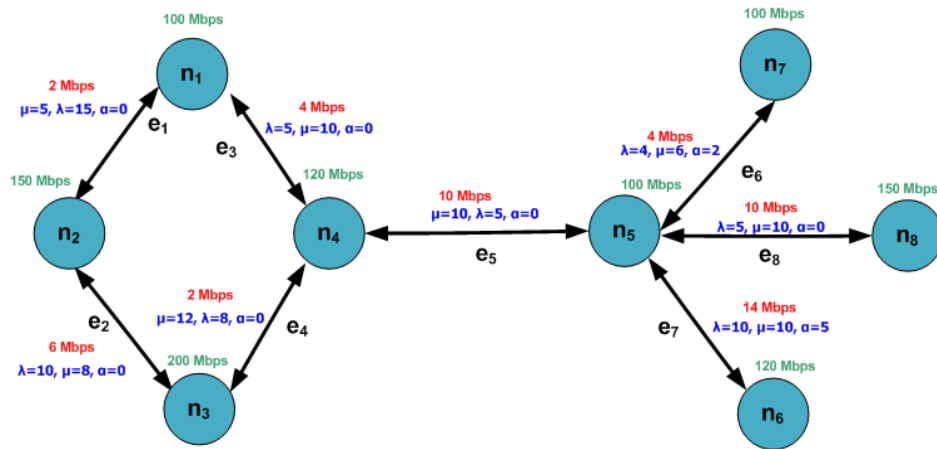 100 Mbps
n1
2 Mbps
μ=5, λ=15, α=0
e1
4 Mbps
λ=5, μ=10, α=0
e3
150 Mbps
n2
120 Mbps
n4
10 Mbps
μ=10, λ=5, α=0
e5
2 Mbps
μ=12, λ=8, α=0
e4
e2
6 Mbps
λ=10, μ=8, α=0
200 Mbps
n3
100 Mbps
n7
4 Mbps
λ=4, μ=6, α=2
e6
100 Mbps
n5
10 Mbps
λ=5, μ=10, α=0
e8
150 Mbps
n8
e7
14 Mbps
λ=10, μ=10, α=5
120 Mbps
n6